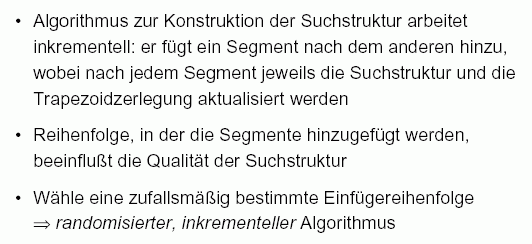 • Algorithmus zur Konstruktion der Suchstruktur arbeitet
inkrementell: er fügt ein Segment nach dem anderen hinzu,
wobei nach jedem Segment jeweils die Suchstruktur und die
Trapezoidzerlegung aktualisiert werden
• Reihenfolge, in der die Segmente hinzugefügt werden,
beeinflußt die Qualität der Suchstruktur
• Wähle eine zufallsmäßig bestimmte Einfügereihenfolge
⇒ randomisierter, inkrementeller Algorithmus